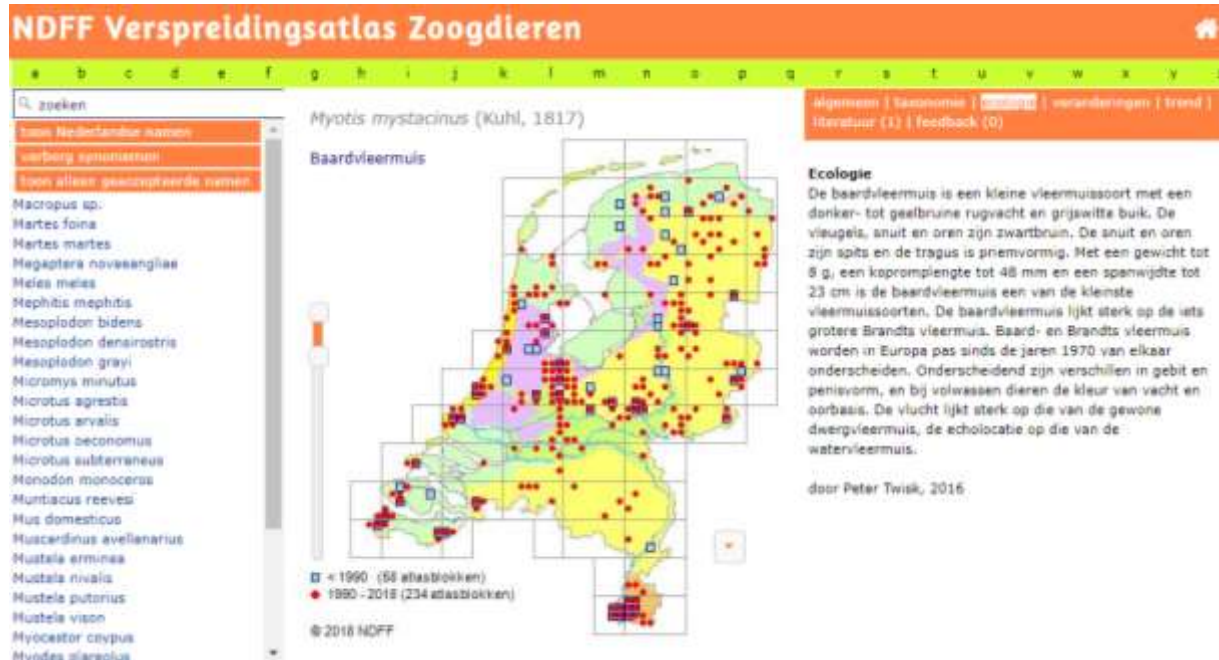 NDFF Verspreidingsatlas Zoogdieren
a b c d e f g h i j k l m n o p q r s t u v w x y
zoeken
toon Nederlandse namen
verberg synoniemen
toon alleen geaccepteerde namen
Macropus sp.
Martes foina
Martes martes
Megaptera novaeangliae
Meles meles
Mephitis mephitis
Mesoplodon bidens
Mesoplodon densirostris
Mesoplodon grayi
Micromys minutus
Microtus agrestis
Microtus arvalis
Microtus oeconomus
Microtus subterraneus
Monodon monoceros
Muntiacus reevesi
Mus domesticus
Muscardinus avellanarius
Mustela erminea
Mustela nivalis
Mustela putorius
Mustela vison
Myocastor coypus
Myodes glareolus
Myotis mystacinus (Kuhl, 1817)
Baardvleermuis
< 1990 (68 atlasblokken)
1990 - 2018 (234 atlasblokken)
© 2018 NDFF
algemeen | taxonomie | ecologie | veranderingen | trend |
literatuur (1) | feedback (0)
Ecologie
De baardvleermuis is een kleine vleermuissoort met een
donker- tot geelbruine rugvacht en grijswitte buik. De
vleugels, snuit en oren zijn zwartbruin. De snuit en oren
zijn spits en de tragus is priemvormig. Met een gewicht tot
8 g, een kopromplengte tot 48 mm en een spanwijdte tot
23 cm is de baardvleermuis een van de kleinste
vleermuissoorten. De baardvleermuis lijkt sterk op de iets
grotere Brandts vleermuis. Baard- en Brandts vleermuis
worden in Europa pas sinds de jaren 1970 van elkaar
onderscheiden. Onderscheidend zijn verschillen in gebit en
penisvorm, en bij volwassen dieren de kleur van vacht en
oorbasis. De vlucht lijkt sterk op die van de gewone
dwergvleermuis, de echolocatie op die van de
watervleermuis.
door Peter Twisk, 2016